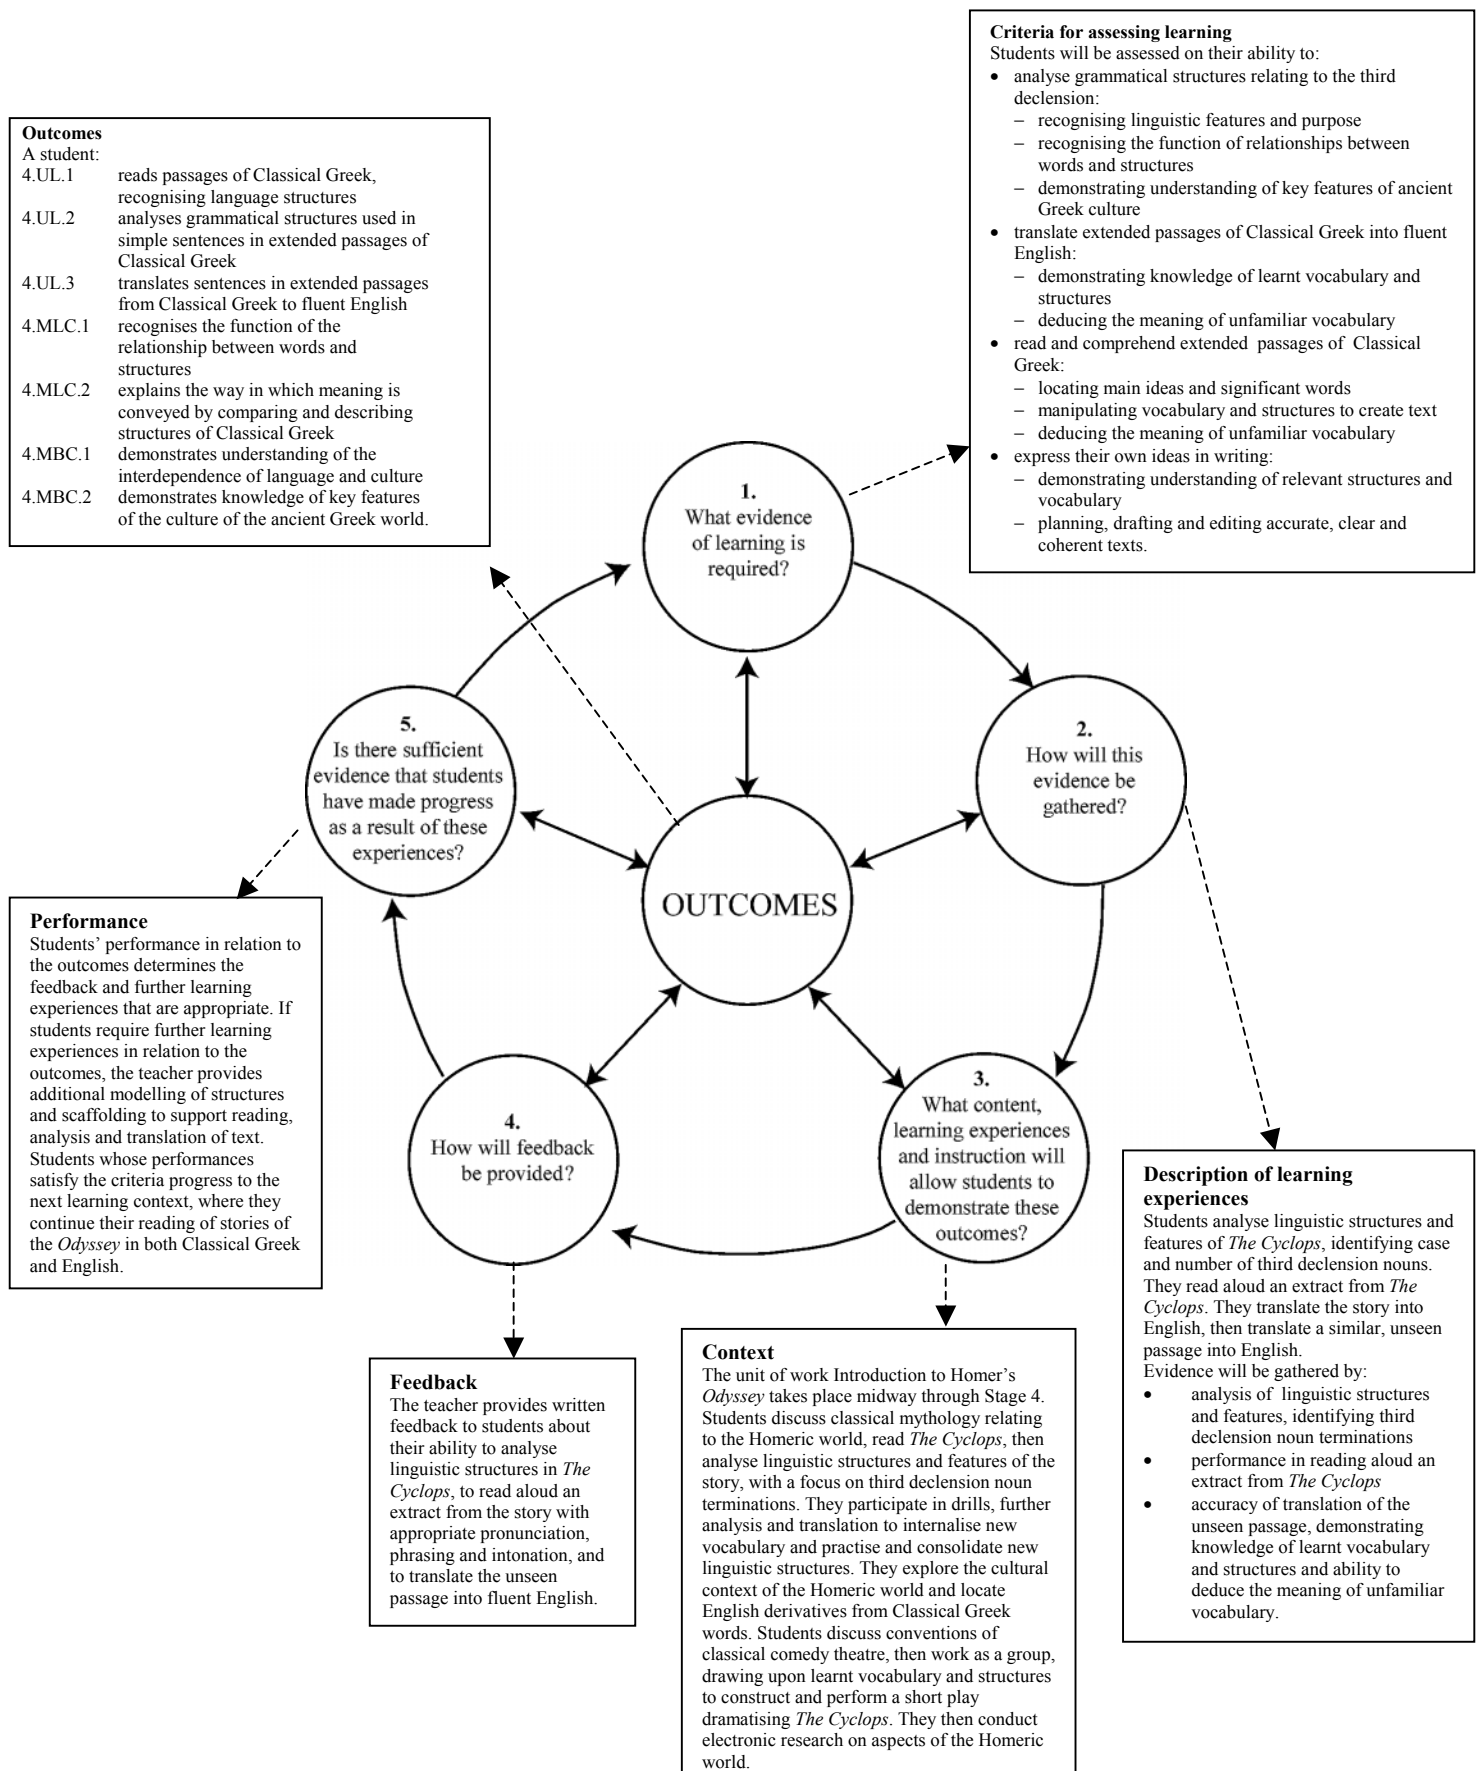 Criteria for assessing learning
Students will be assessed on their ability to:
• analyse grammatical structures relating to the third
declension:
– recognising linguistic features and purpose
– recognising the function of relationships between
words and structures
– demonstrating understanding of key features of ancient
Greek culture
• translate extended passages of Classical Greek into fluent
English:
– demonstrating knowledge of learnt vocabulary and
structures
– deducing the meaning of unfamiliar vocabulary
• read and comprehend extended passages of Classical
Greek:
– locating main ideas and significant words
– manipulating vocabulary and structures to create text
– deducing the meaning of unfamiliar vocabulary
• express their own ideas in writing:
– demonstrating understanding of relevant structures and
vocabulary
– planning, drafting and editing accurate, clear and
coherent texts.
Outcomes
A student:
4.UL.1 reads passages of Classical Greek,
recognising language structures
4.UL.2 analyses grammatical structures used in
simple sentences in extended passages of
Classical Greek
4.UL.3 translates sentences in extended passages
from Classical Greek to fluent English
4.MLC.1 recognises the function of the
relationship between words and
structures
4.MLC.2 explains the way in which meaning is
conveyed by comparing and describing
structures of Classical Greek
4.MBC.1 demonstrates understanding of the
interdependence of language and culture
4.MBC.2 demonstrates knowledge of key features
of the culture of the ancient Greek world.
1.
What evidence
of learning is
required?
2.
How will this
evidence be
gathered?
5.
Is there sufficient
evidence that students
have made progress
as a result of these
experiences?
OUTCOMES
4.
How will feedback
be provided?
3.
What content,
learning experiences
and instruction will
allow students to
demonstrate these
outcomes?
Performance
Students’ performance in relation to
the outcomes determines the
feedback and further learning
experiences that are appropriate. If
students require further learning
experiences in relation to the
outcomes, the teacher provides
additional modelling of structures
and scaffolding to support reading,
analysis and translation of text.
Students whose performances
satisfy the criteria progress to the
next learning context, where they
continue their reading of stories of
the Odyssey in both Classical Greek
and English.
Description of learning
experiences
Students analyse linguistic structures and
features of The Cyclops, identifying case
and number of third declension nouns.
They read aloud an extract from The
Cyclops. They translate the story into
English, then translate a similar, unseen
passage into English.
Evidence will be gathered by:
• analysis of linguistic structures
and features, identifying third
declension noun terminations
• performance in reading aloud an
extract from The Cyclops
• accuracy of translation of the
unseen passage, demonstrating
knowledge of learnt vocabulary
and structures and ability to
deduce the meaning of unfamiliar
vocabulary.
Feedback
The teacher provides written
feedback to students about
their ability to analyse
linguistic structures in The
Cyclops, to read aloud an
extract from the story with
appropriate pronunciation,
phrasing and intonation, and
to translate the unseen
passage into fluent English.
Context
The unit of work Introduction to Homer’s
Odyssey takes place midway through Stage 4.
Students discuss classical mythology relating
to the Homeric world, read The Cyclops, then
analyse linguistic structures and features of the
story, with a focus on third declension noun
terminations. They participate in drills, further
analysis and translation to internalise new
vocabulary and practise and consolidate new
linguistic structures. They explore the cultural
context of the Homeric world and locate
English derivatives from Classical Greek
words. Students discuss conventions of
classical comedy theatre, then work as a group,
drawing upon learnt vocabulary and structures
to construct and perform a short play
dramatising The Cyclops. They then conduct
electronic research on aspects of the Homeric
world.